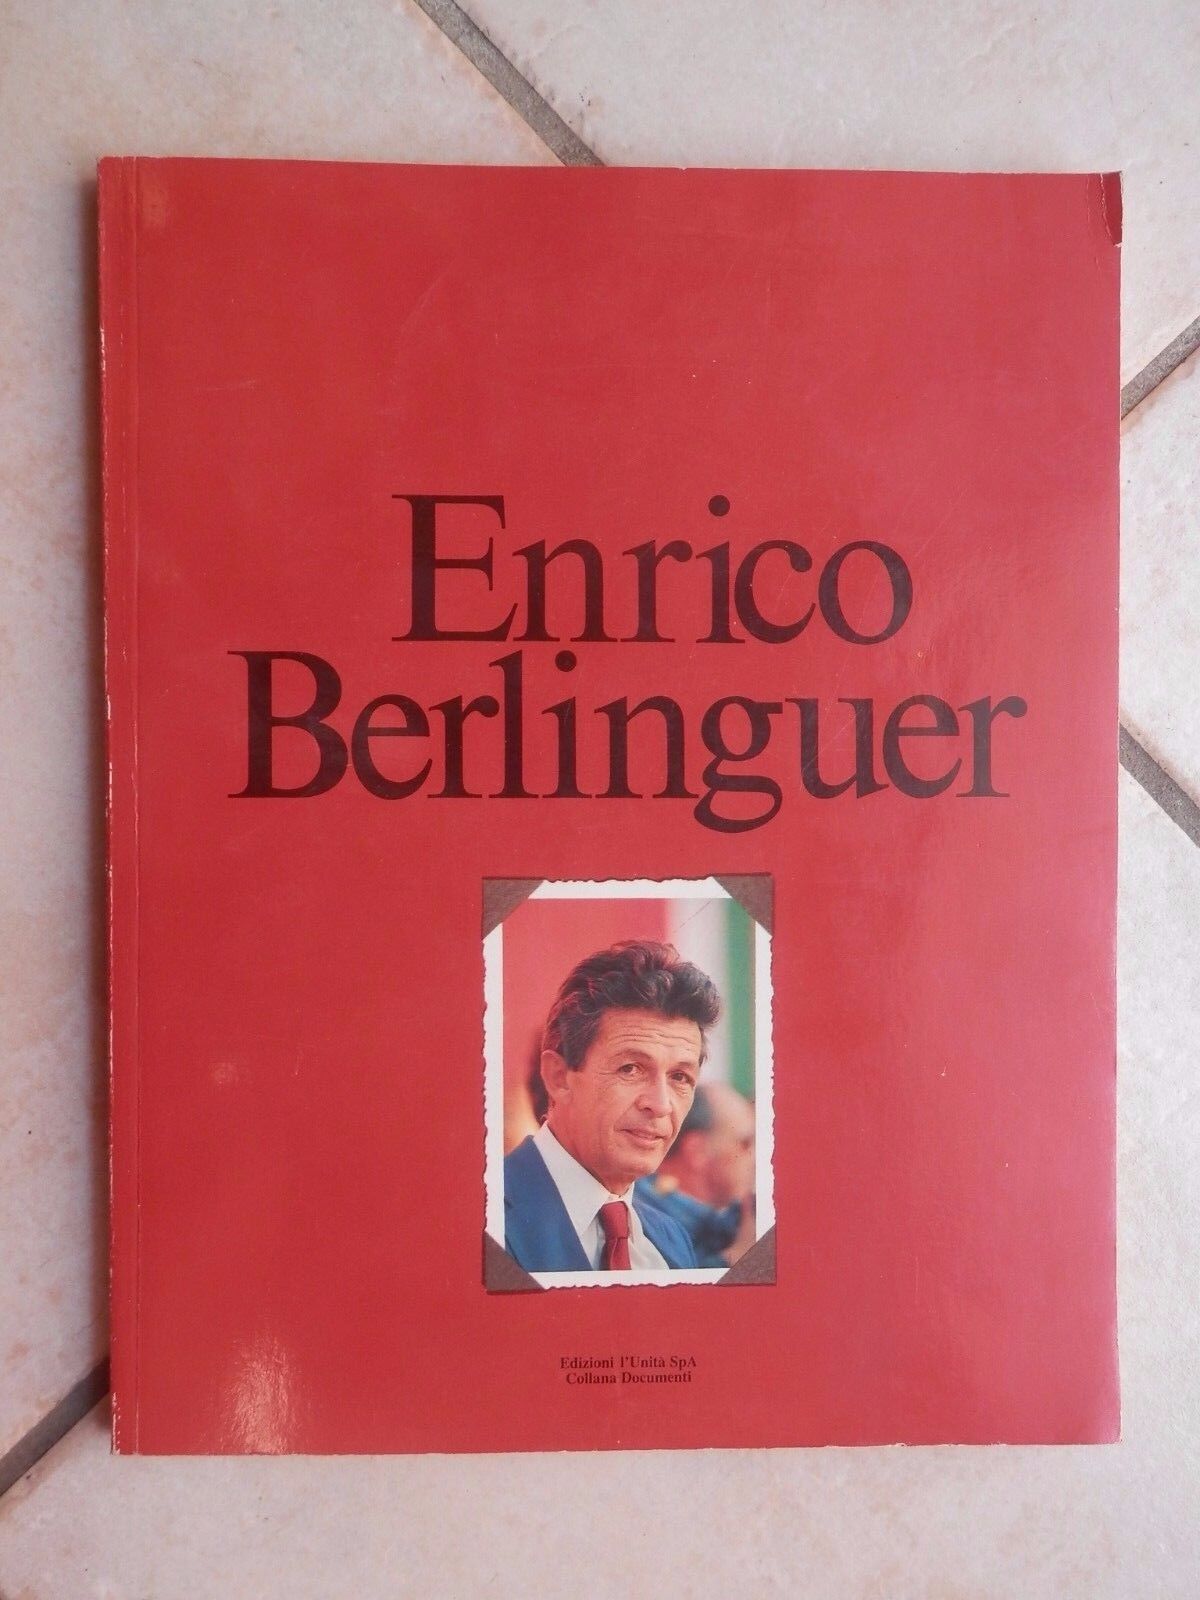 Enrico
Berlinguer
Edizioni l'Unità SpA
Collana Documenti